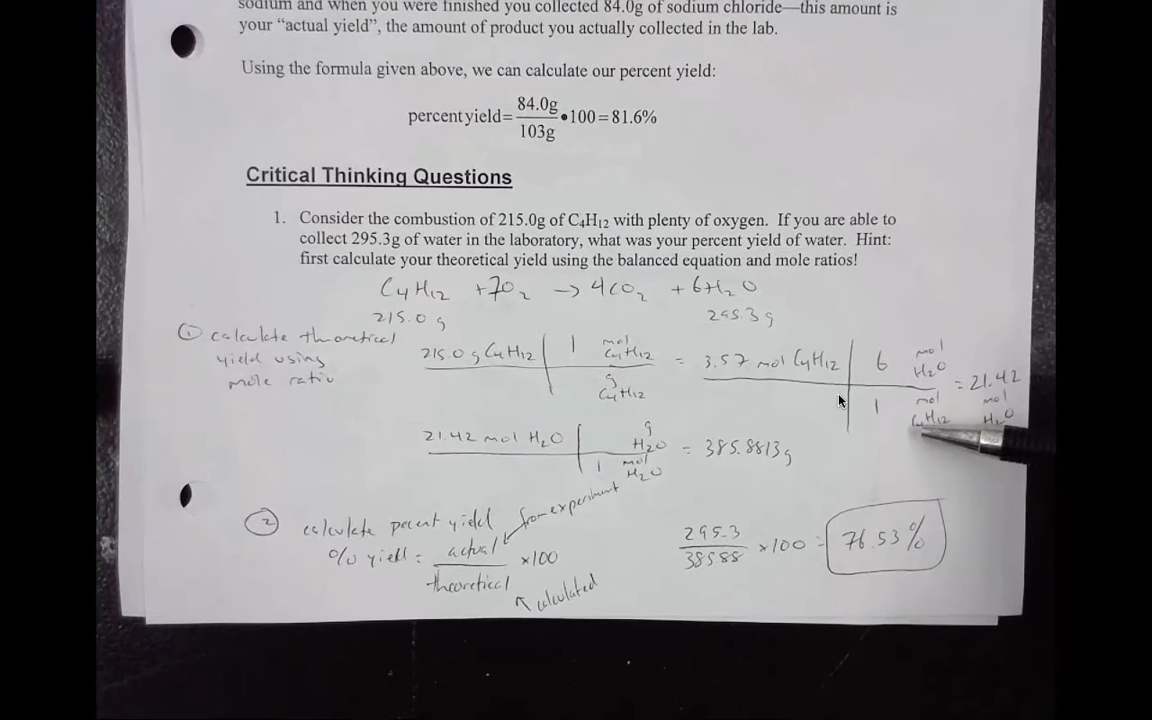 sodium and when you were finished you collected 84.0g of sodium chloride—this amount is
your “actual yield”, the amount of product you actually collected in the lab.
Using the formula given above, we can calculate our percent yield:
percent yield= 84.0g / 103g •100 = 81.6%
Critical Thinking Questions
1. Consider the combustion of 215.0g of C₄H₁₂ with plenty of oxygen. If you are able to
collect 295.3g of water in the laboratory, what was your percent yield of water. Hint:
first calculate your theoretical yield using the balanced equation and mole ratios!
C4H12 + 7O2 → 4CO2 + 6H2O
215.0 g 295.3 g
① calculate theoretical
yield using
mole ratio
215.0 g C4H12 | 1 mol C4H12 / g C4H12 = 3.57 mol C4H12 | 6 mol H2O / 1 mol C4H12 = 21.42 mol H2O
21.42 mol H2O | g H2O / 1 mol H2O = 385.8813g
② calculate pecent yield
from experiment
% yield = actual / theoretical ×100
calculated
295.3 / 38588 ×100 = 76.53%